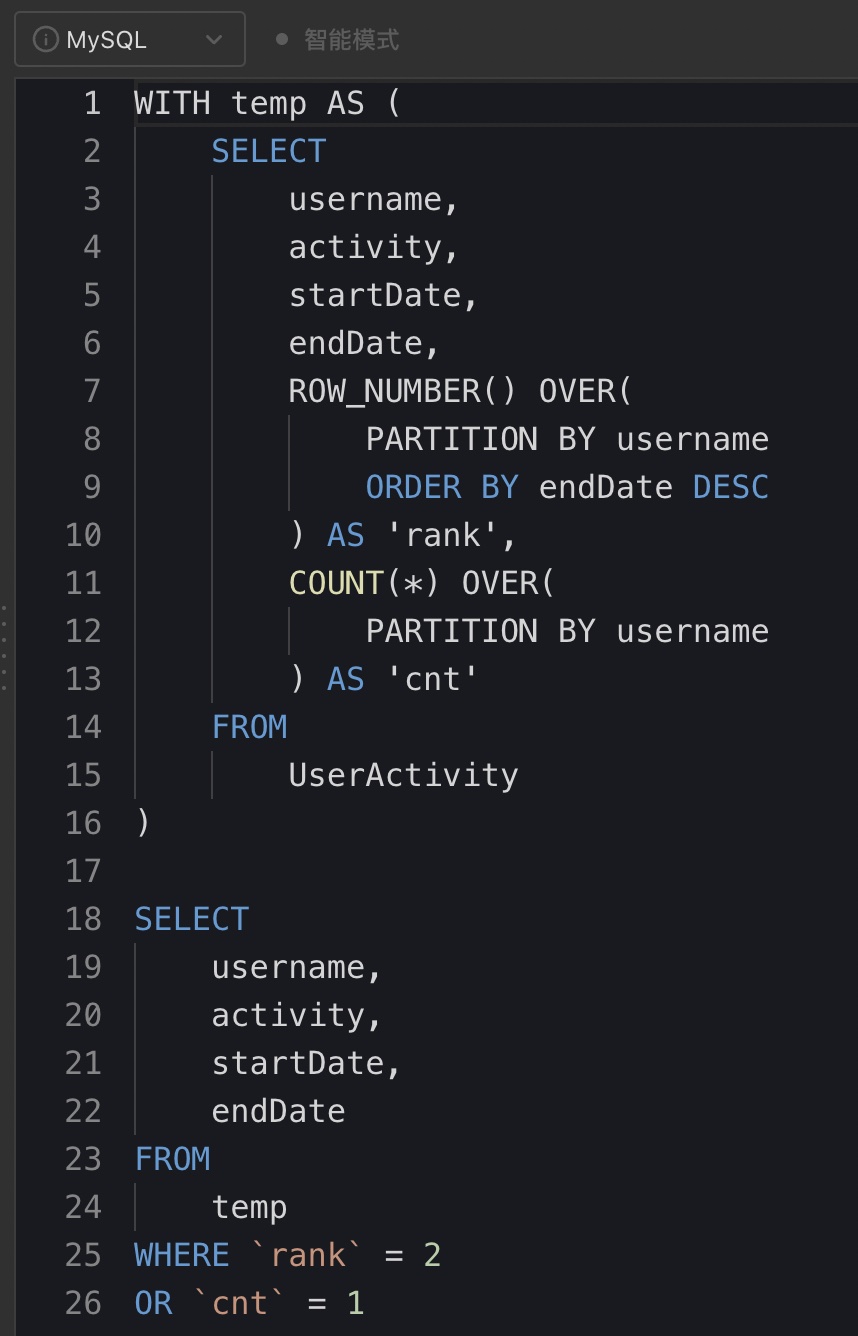 MySQL 智能模式
1 WITH temp AS (
2 SELECT
3 username,
4 activity,
5 startDate,
6 endDate,
7 ROW_NUMBER() OVER(
8 PARTITION BY username
9 ORDER BY endDate DESC
10 ) AS 'rank',
11 COUNT(*) OVER(
12 PARTITION BY username
13 ) AS 'cnt'
14 FROM
15 UserActivity
16 )
17
18 SELECT
19 username,
20 activity,
21 startDate,
22 endDate
23 FROM
24 temp
25 WHERE `rank` = 2
26 OR `cnt` = 1